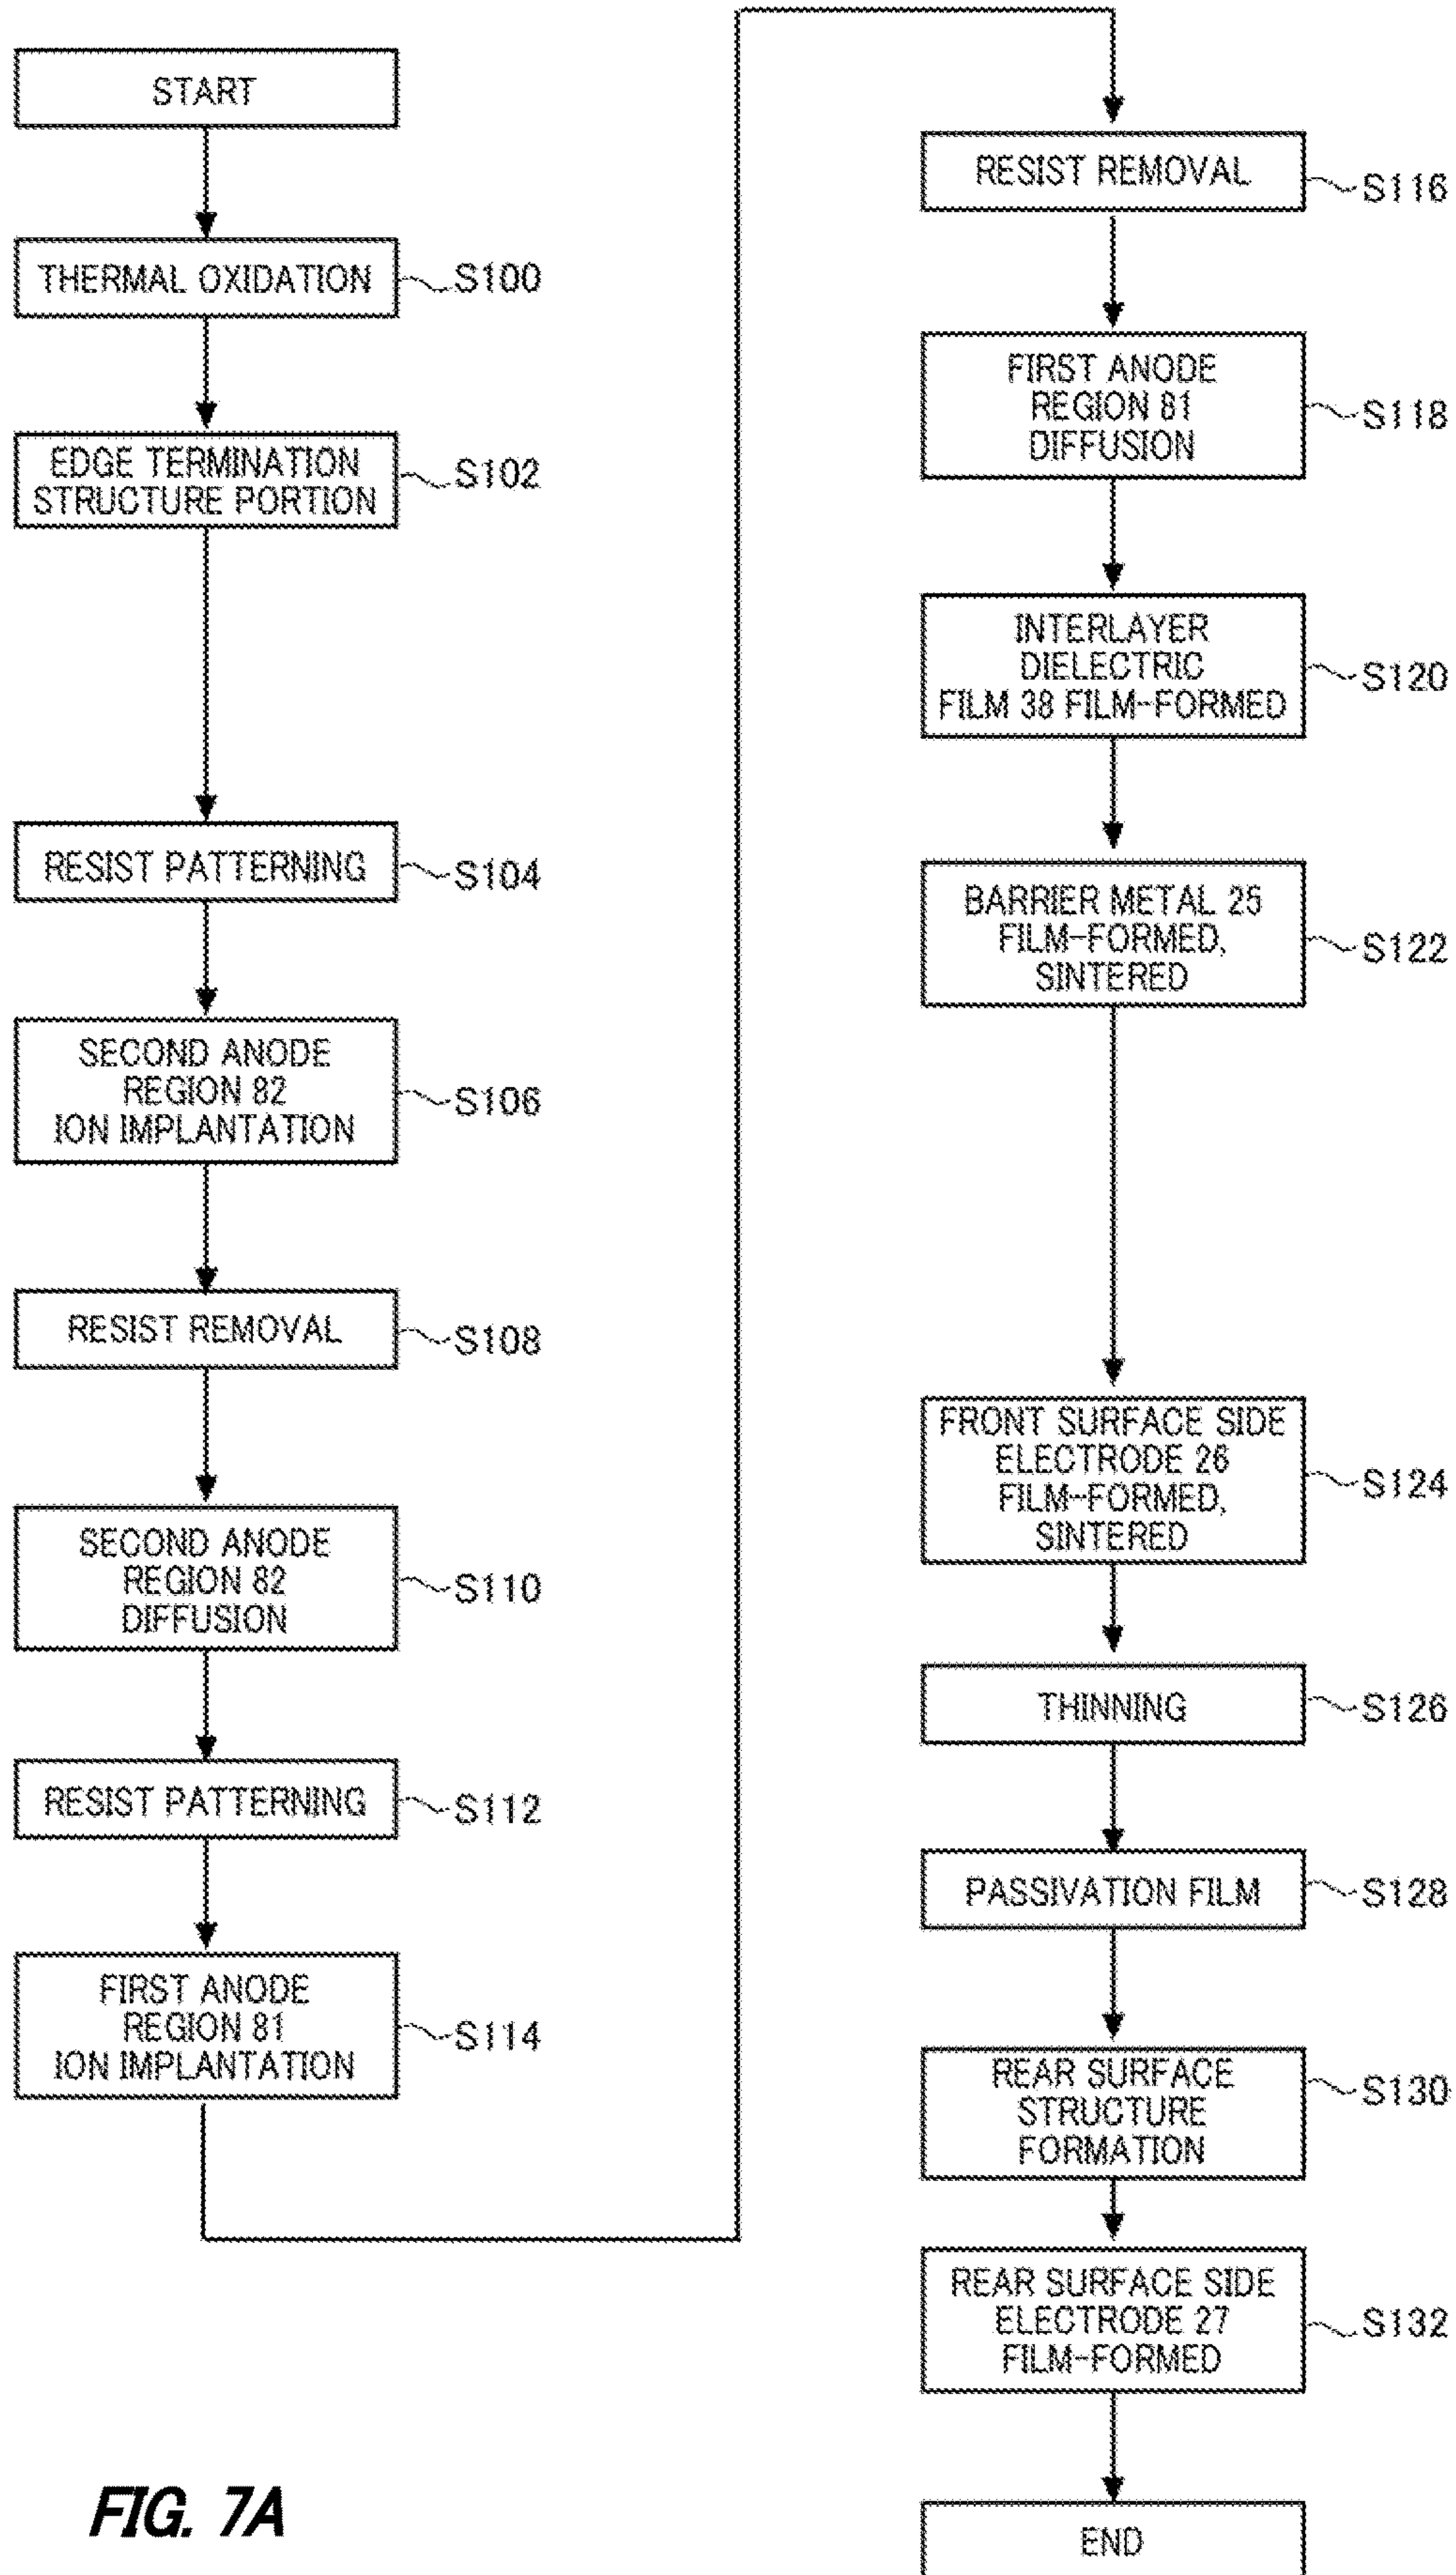 START
THERMAL OXIDATION
S100
EDGE TERMINATION
STRUCTURE PORTION
S102
RESIST PATTERNING
S104
SECOND ANODE
REGION 82
ION IMPLANTATION
S106
RESIST REMOVAL
S108
SECOND ANODE
REGION 82
DIFFUSION
S110
RESIST PATTERNING
S112
FIRST ANODE
REGION 81
ION IMPLANTATION
S114
RESIST REMOVAL
S116
FIRST ANODE
REGION 81
DIFFUSION
S118
INTERLAYER
DIELECTRIC
FILM 38 FILM-FORMED
S120
BARRIER METAL 25
FILM-FORMED,
SINTERED
S122
FRONT SURFACE SIDE
ELECTRODE 26
FILM-FORMED,
SINTERED
S124
THINNING
S126
PASSIVATION FILM
S128
REAR SURFACE
STRUCTURE
FORMATION
S130
REAR SURFACE SIDE
ELECTRODE 27
FILM-FORMED
S132
END
FIG. 7A